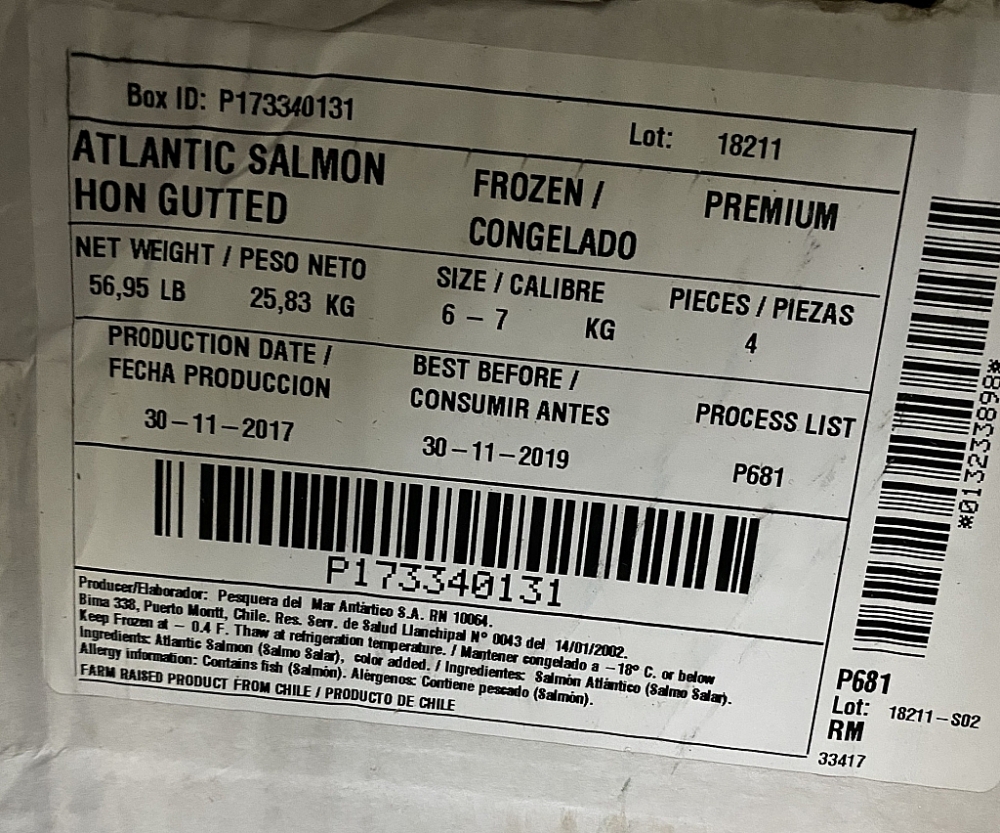 Box ID: P173340131
Lot: 18211
ATLANTIC SALMON
HON GUTTED
FROZEN /
CONGELADO
PREMIUM
NET WEIGHT / PESO NETO
56,95 LB 25,83 KG
SIZE / CALIBRE
6 – 7 KG
PIECES / PIEZAS
4
PRODUCTION DATE /
FECHA PRODUCCION
30–11–2017
BEST BEFORE /
CONSUMIR ANTES
30–11–2019
PROCESS LIST
P681
P173340131
Producer/Elaborador: Pesquera del Mar Antártico S.A. RN 10064.
Bima 338, Puerto Montt, Chile. Res. Serv. de Salud Llanchipal N° 0043 del 14/01/2002.
Keep Frozen at – 0.4 F. Thaw at refrigeration temperature. / Mantener congelado a –18° C. or below
Ingredients: Atlantic Salmon (Salmo Salar), color added. / Ingredientes: Salmón Atlántico (Salmo Salar).
Allergy information: Contains fish (Salmón). Alérgenos: Contiene pescado (Salmón).
FARM RAISED PRODUCT FROM CHILE / PRODUCTO DE CHILE
*01323398*
P681
Lot: 18211–S02
RM
33417